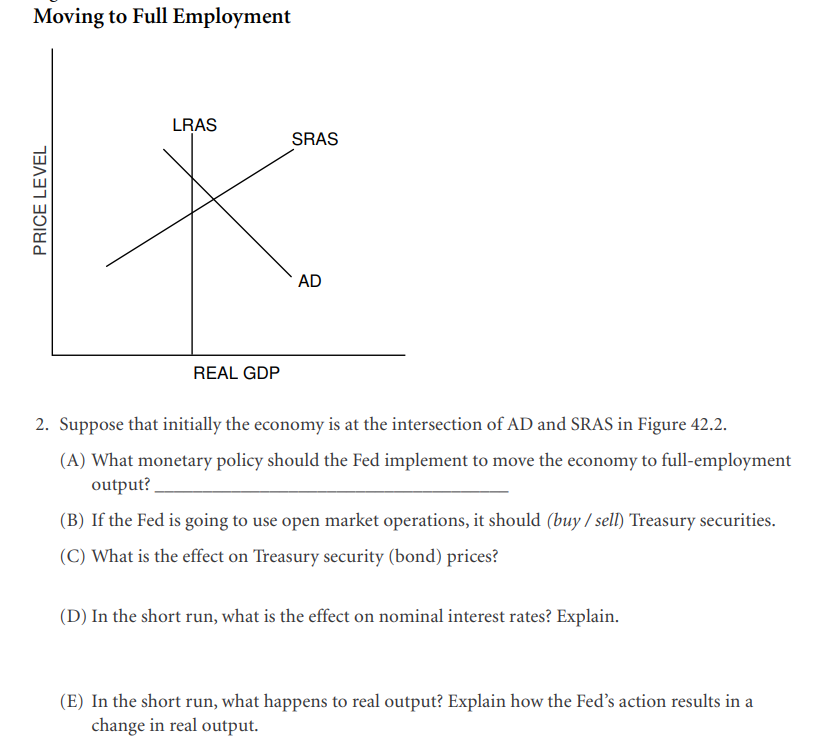 Moving to Full Employment
LRAS
SRAS
PRICE LEVEL
AD
REAL GDP
2. Suppose that initially the economy is at the intersection of AD and SRAS in Figure 42.2.
(A) What monetary policy should the Fed implement to move the economy to full-employment
output? ____________________________________
(B) If the Fed is going to use open market operations, it should (buy / sell) Treasury securities.
(C) What is the effect on Treasury security (bond) prices?
(D) In the short run, what is the effect on nominal interest rates? Explain.
(E) In the short run, what happens to real output? Explain how the Fed’s action results in a
change in real output.